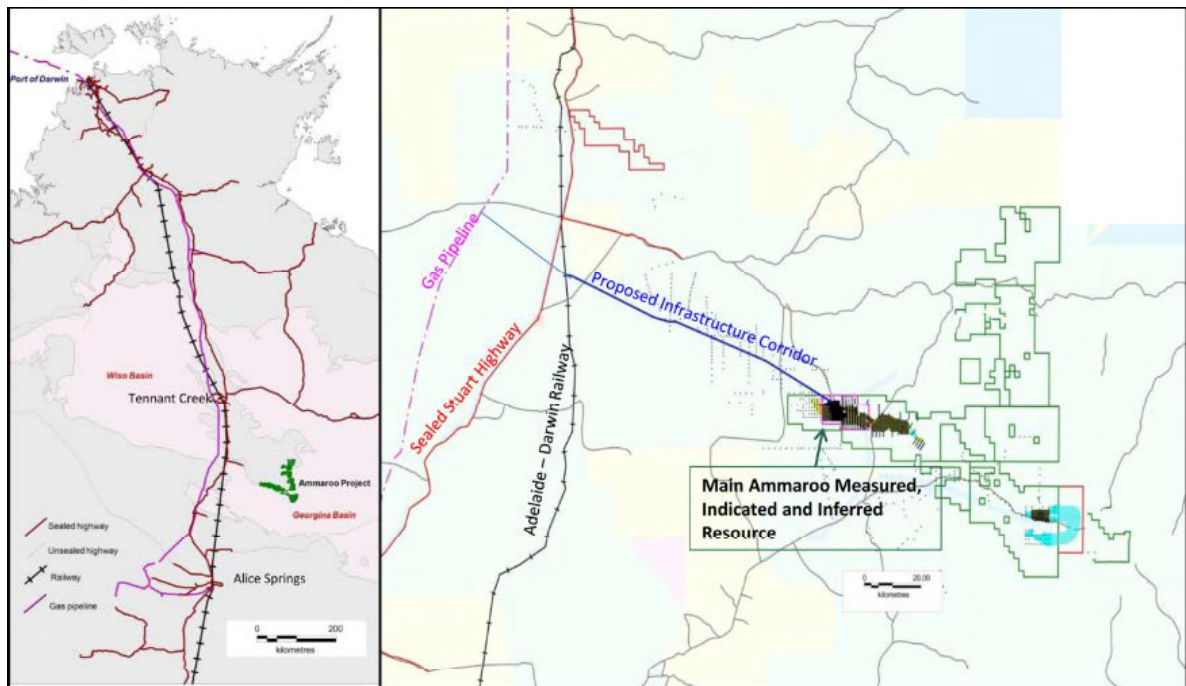 Port of Darwin
Wiso Basin
Tennant Creek
Ammaroo Project
Georgina Basin
Sealed highway
Unsealed highway
Railway
Gas pipeline
Alice Springs
0 200
kilometres
Gas Pipeline
Sealed Stuart Highway
Adelaide – Darwin Railway
Proposed Infrastructure Corridor
Main Ammaroo Measured,
Indicated and Inferred
Resource
0 20.00
kilometres